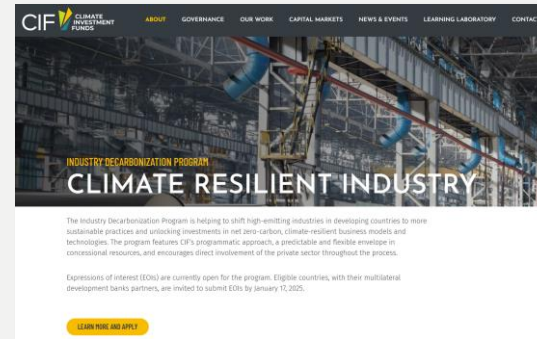 CIF CLIMATE
INVESTMENT
FUNDS
ABOUT GOVERNANCE OUR WORK CAPITAL MARKETS NEWS & EVENTS LEARNING LABORATORY CONTAC
INDUSTRY DECARBONIZATION PROGRAM
CLIMATE RESILIENT INDUSTRY
The Industry Decarbonization Program is helping to shift high-emitting industries in developing countries to more
sustainable practices and unlocking investments in net zero-carbon, climate-resilient business models and
technologies. The program features CIF's programmatic approach, a predictable and flexible envelope in
concessional resources, and encourages direct involvement of the private sector throughout the process.
Expressions of interest (EOIs) are currently open for the program. Eligible countries, with their multilateral
development banks partners, are invited to submit EOIs by January 17, 2025.
LEARN MORE AND APPLY